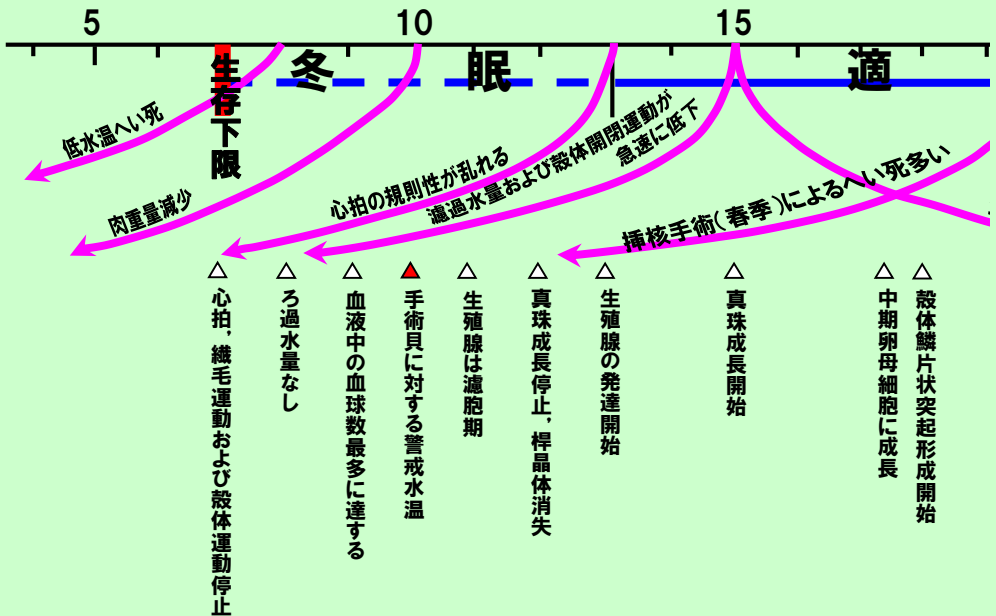 5
10
15
冬
眠
適
生存下限
低水温へい死
肉重量減少
心拍の規則性が乱れる
濾過水量および殻体開閉運動が
急速に低下
挿核手術(春季)によるへい死多い
心拍，繊毛運動および殻体運動停止
ろ過水量なし
血液中の血球数最多に達する
手術貝に対する警戒水温
生殖腺は濾胞期
真珠成長停止，桿晶体消失
生殖腺の発達開始
真珠成長開始
中期卵母細胞に成長
殻体鱗片状突起形成開始